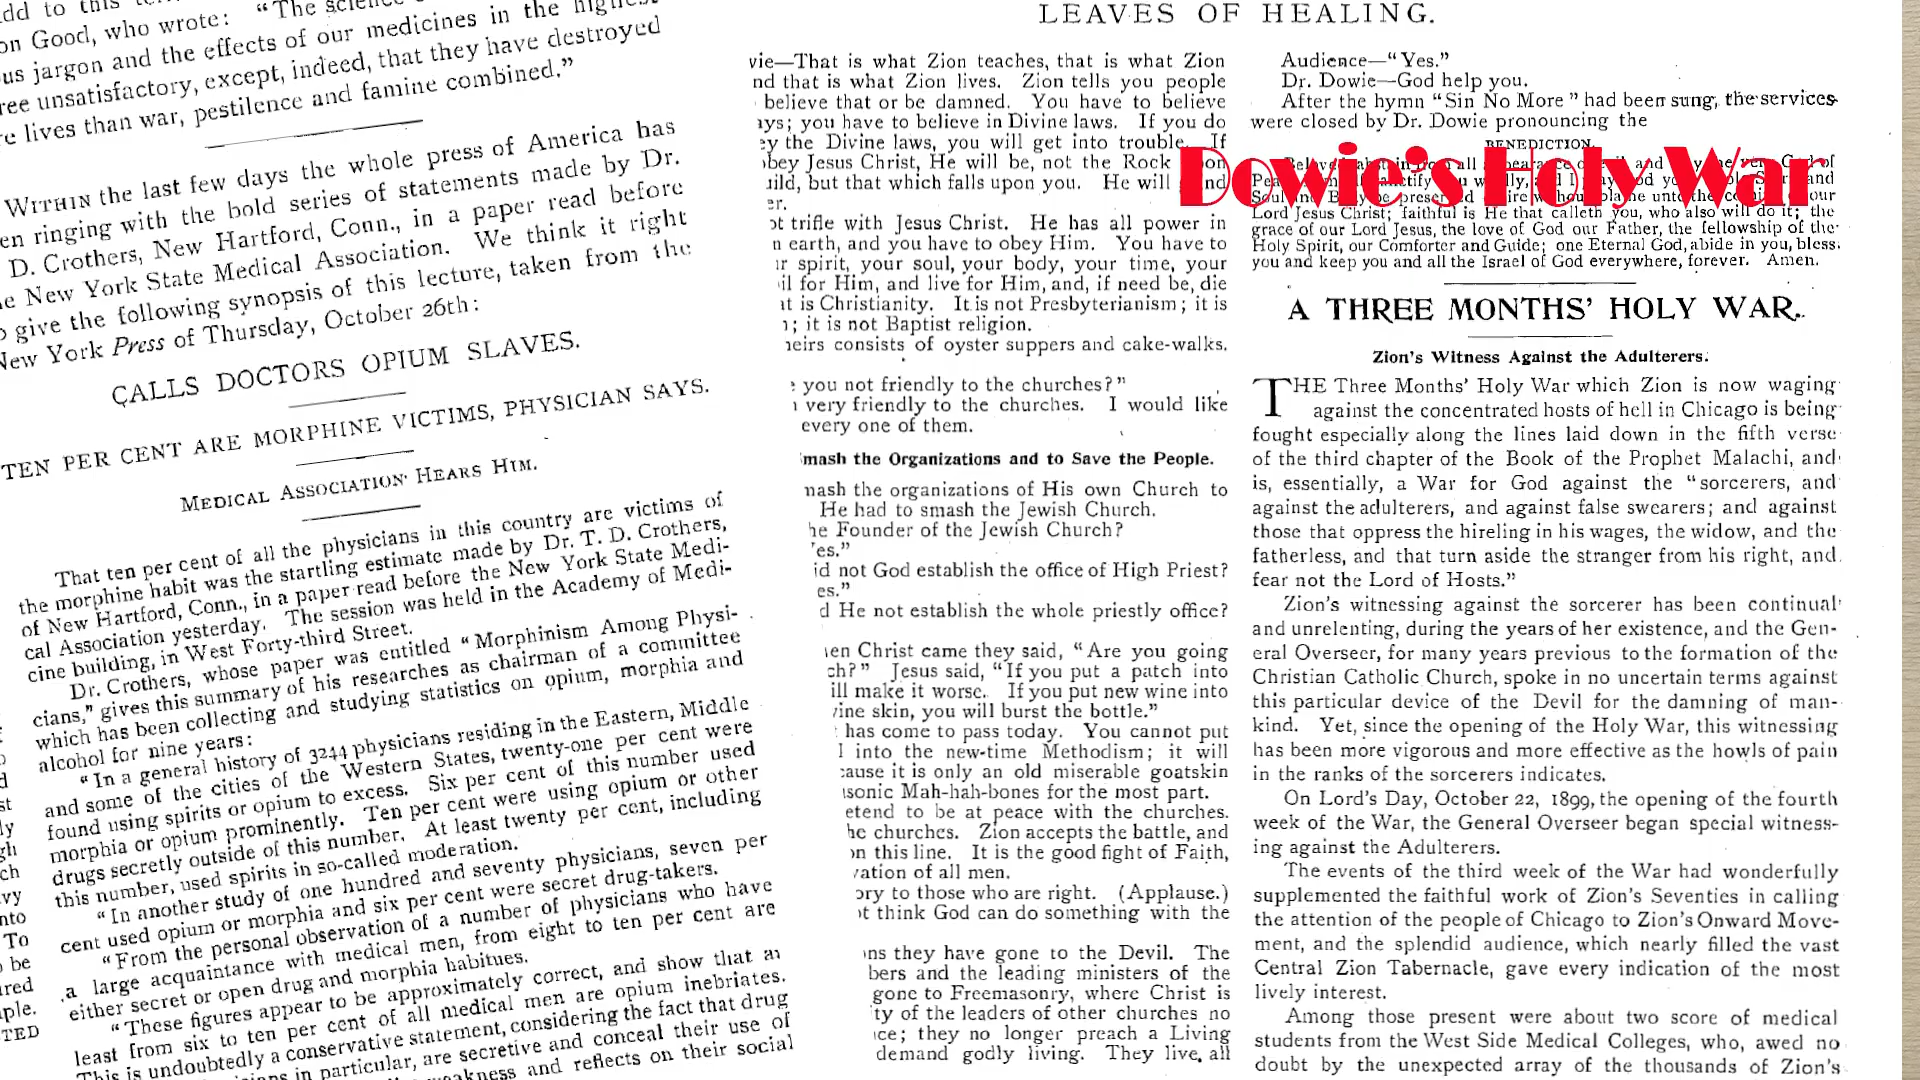 add to this
on Good, who wrote: "The science
us jargon and the effects of our medicines in the highest
ree unsatisfactory, except, indeed, that they have destroyed
re lives than war, pestilence and famine combined."
WITHIN the last few days the whole press of America has
en ringing with the bold series of statements made by Dr.
D. Crothers, New Hartford, Conn., in a paper read before
e New York State Medical Association. We think it right
o give the following synopsis of this lecture, taken from the
New York Press of Thursday, October 26th:
CALLS DOCTORS OPIUM SLAVES.
TEN PER CENT ARE MORPHINE VICTIMS, PHYSICIAN SAYS.
MEDICAL ASSOCIATION HEARS HIM.
That ten per cent of all the physicians in this country are victims of
the morphine habit was the startling estimate made by Dr. T. D. Crothers,
of New Hartford, Conn., in a paper read before the New York State Medi-
cal Association yesterday. The session was held in the Academy of Medi-
cine building, in West Forty-third Street.
Dr. Crothers, whose paper was entitled "Morphinism Among Physi-
cians," gives this summary of his researches as chairman of a committee
which has been collecting and studying statistics on opium, morphia and
alcohol for nine years:
"In a general history of 3244 physicians residing in the Eastern, Middle
and some of the cities of the Western States, twenty-one per cent were
found using spirits or opium to excess. Six per cent of this number used
morphia or opium prominently. Ten per cent were using opium or other
drugs secretly outside of this number. At least twenty per cent, including
this number, used spirits in so-called moderation.
"In another study of one hundred and seventy physicians, seven per
cent used opium or morphia and six per cent were secret drug-takers.
"From the personal observation of a number of physicians who have
a large acquaintance with medical men, from eight to ten per cent are
either secret or open drug and morphia habitues.
"These figures appear to be approximately correct, and show that at
least from six to ten per cent of all medical men are opium inebriates.
This is undoubtedly a conservative statement, considering the fact that drug
in particular, are secretive and conceal their use of
weakness and reflects on their social
LEAVES OF HEALING.
vie—That is what Zion teaches, that is what Zion
nd that is what Zion lives. Zion tells you people
believe that or be damned. You have to believe
ays; you have to believe in Divine laws. If you do
ey the Divine laws, you will get into trouble. If
obey Jesus Christ, He will be, not the Rock upon
uild, but that which falls upon you. He will grind
er.
ot trifle with Jesus Christ. He has all power in
n earth, and you have to obey Him. You have to
ur spirit, your soul, your body, your time, your
il for Him, and live for Him, and, if need be, die
at is Christianity. It is not Presbyterianism; it is
n; it is not Baptist religion.
heirs consists of oyster suppers and cake-walks.
e you not friendly to the churches?"
very friendly to the churches. I would like
every one of them.
mash the Organizations and to Save the People.
mash the organizations of His own Church to
He had to smash the Jewish Church.
he Founder of the Jewish Church?
es."
id not God establish the office of High Priest?
es."
d He not establish the whole priestly office?
en Christ came they said, "Are you going
ch?" Jesus said, "If you put a patch into
ill make it worse. If you put new wine into
ine skin, you will burst the bottle."
has come to pass today. You cannot put
l into the new-time Methodism; it will
cause it is only an old miserable goatskin
sonic Mah-hah-bones for the most part.
etend to be at peace with the churches.
he churches. Zion accepts the battle, and
on this line. It is the good fight of Faith,
vation of all men.
ory to those who are right. (Applause.)
ot think God can do something with the
ns they have gone to the Devil. The
bers and the leading ministers of the
gone to Freemasonry, where Christ is
ty of the leaders of other churches no
ice; they no longer preach a Living
demand godly living. They live all
Audience—"Yes."
Dr. Dowie—God help you.
After the hymn "Sin No More" had been sung, the services
were closed by Dr. Dowie pronouncing the
BENEDICTION.
Dowie's Holy War
Lord Jesus Christ; faithful is He that calleth you, who also will do it; the
grace of our Lord Jesus, the love of God our Father, the fellowship of the
Holy Spirit, our Comforter and Guide; one Eternal God, abide in you, bless
you and keep you and all the Israel of God everywhere, forever. Amen.
A THREE MONTHS' HOLY WAR.
Zion's Witness Against the Adulterers.
THE Three Months' Holy War which Zion is now waging
against the concentrated hosts of hell in Chicago is being
fought especially along the lines laid down in the fifth verse
of the third chapter of the Book of the Prophet Malachi, and
is, essentially, a War for God against the "sorcerers, and
against the adulterers, and against false swearers; and against
those that oppress the hireling in his wages, the widow, and the
fatherless, and that turn aside the stranger from his right, and
fear not the Lord of Hosts."
Zion's witnessing against the sorcerer has been continual
and unrelenting, during the years of her existence, and the Gen-
eral Overseer, for many years previous to the formation of the
Christian Catholic Church, spoke in no uncertain terms against
this particular device of the Devil for the damning of man-
kind. Yet, since the opening of the Holy War, this witnessing
has been more vigorous and more effective as the howls of pain
in the ranks of the sorcerers indicates.
On Lord's Day, October 22, 1899, the opening of the fourth
week of the War, the General Overseer began special witness-
ing against the Adulterers.
The events of the third week of the War had wonderfully
supplemented the faithful work of Zion's Seventies in calling
the attention of the people of Chicago to Zion's Onward Move-
ment, and the splendid audience, which nearly filled the vast
Central Zion Tabernacle, gave every indication of the most
lively interest.
Among those present were about two score of medical
students from the West Side Medical Colleges, who, awed no
doubt by the unexpected array of the thousands of Zion's